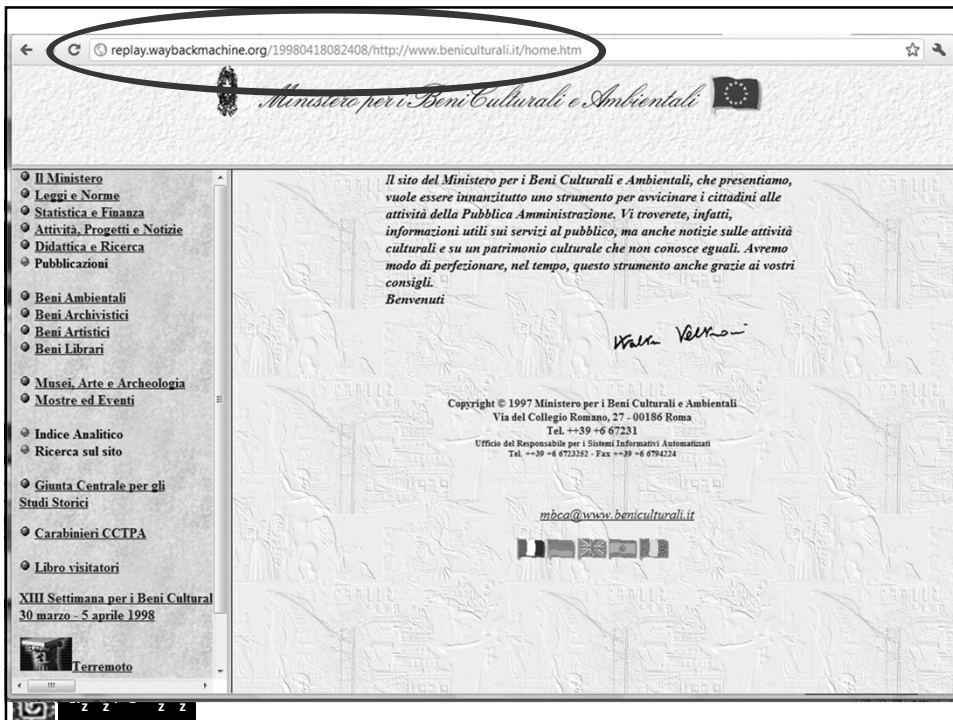 replay.waybackmachine.org/19980418082408/http://www.beniculturali.it/home.htm
Ministero per i Beni Culturali e Ambientali
Il Ministero
Leggi e Norme
Statistica e Finanza
Attività, Progetti e Notizie
Didattica e Ricerca
Pubblicazioni
Beni Ambientali
Beni Archivistici
Beni Artistici
Beni Librari
Musei, Arte e Archeologia
Mostre ed Eventi
Indice Analitico
Ricerca sul sito
Giunta Centrale per gli
Studi Storici
Carabinieri CCTPA
Libro visitatori
XIII Settimana per i Beni Cultural
30 marzo - 5 aprile 1998
Terremoto
Il sito del Ministero per i Beni Culturali e Ambientali, che presentiamo,
vuole essere innanzitutto uno strumento per avvicinare i cittadini alle
attività della Pubblica Amministrazione. Vi troverete, infatti,
informazioni utili sui servizi al pubblico, ma anche notizie sulle attività
culturali e su un patrimonio culturale che non conosce eguali. Avremo
modo di perfezionare, nel tempo, questo strumento anche grazie ai vostri
consigli.
Benvenuti
Walter Veltroni
Copyright © 1997 Ministero per i Beni Culturali e Ambientali
Via del Collegio Romano, 27 - 00186 Roma
Tel. ++39 +6 67231
Ufficio del Responsabile per i Sistemi Informativi Automatizzati
Tel. ++39 +6 6723252 - Fax ++39 +6 6794224
mbca@www.beniculturali.it